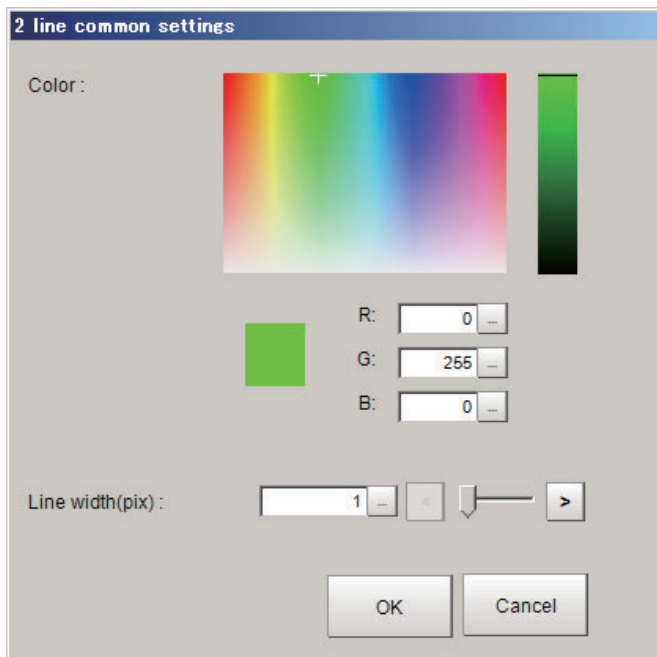 2 line common settings
Color :
R: 0 ...
G: 255 ...
B: 0 ...
Line width(pix) : 1 ... < >
OK Cancel